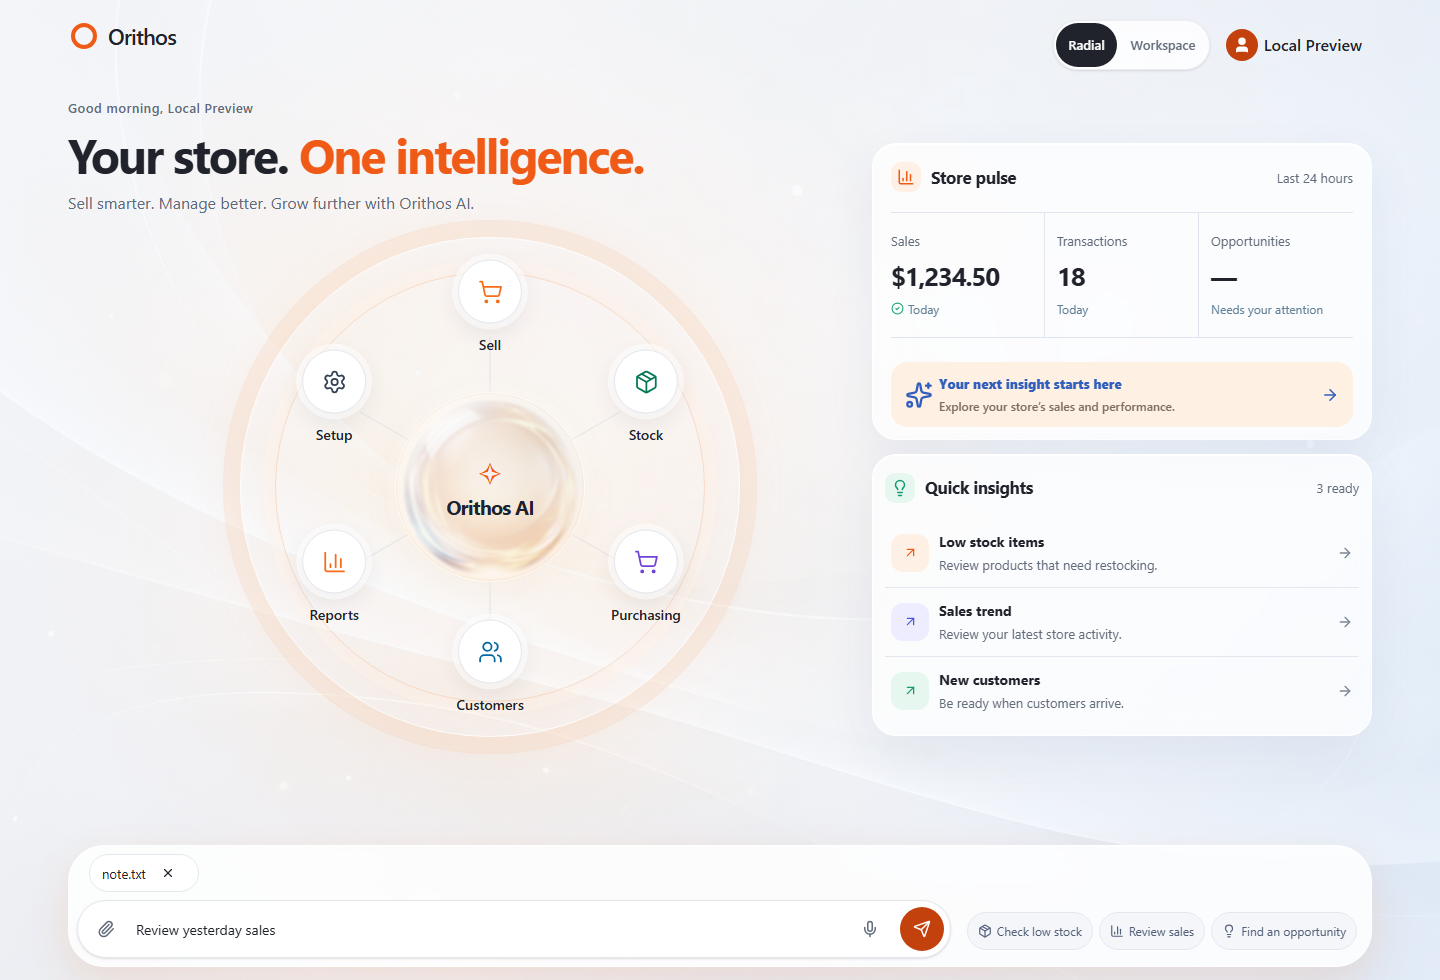 Orithos
Radial
Workspace
Local Preview
Good morning, Local Preview
Your store. One intelligence.
Sell smarter. Manage better. Grow further with Orithos AI.
Sell
Setup
Stock
Orithos AI
Reports
Purchasing
Customers
Store pulse
Last 24 hours
Sales
Transactions
Opportunities
$1,234.50
18
—
Today
Today
Needs your attention
Your next insight starts here
Explore your store's sales and performance.
Quick insights
3 ready
Low stock items
Review products that need restocking.
Sales trend
Review your latest store activity.
New customers
Be ready when customers arrive.
note.txt
Review yesterday sales
Check low stock
Review sales
Find an opportunity